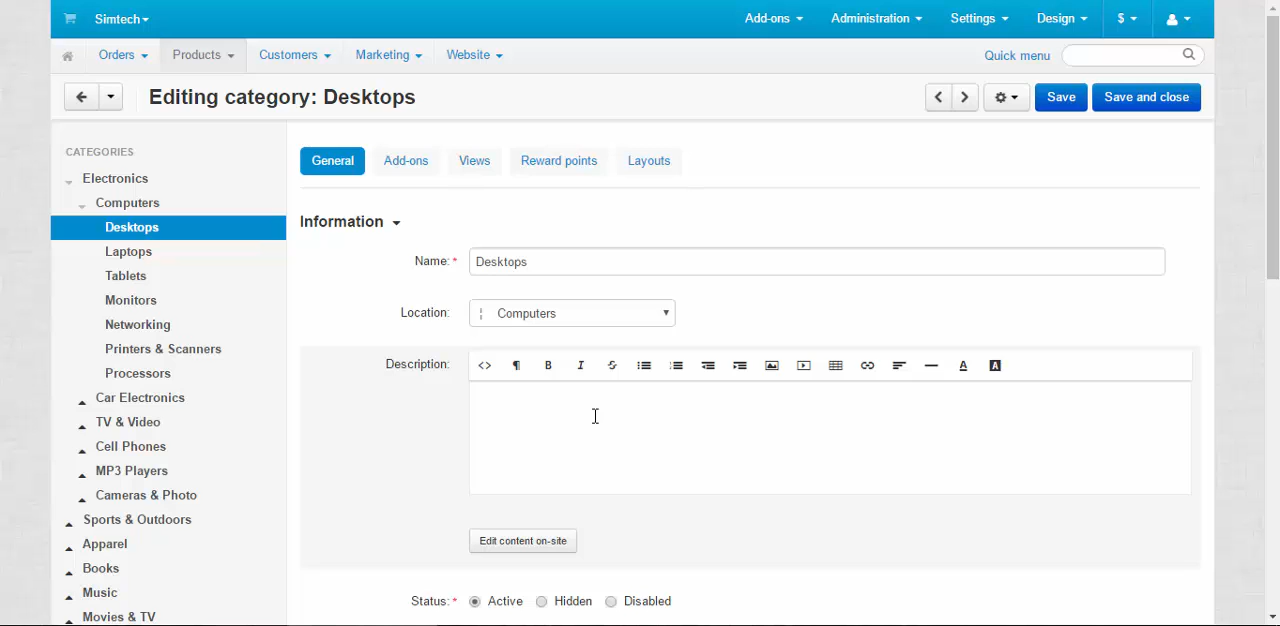 Simtech
Add-ons
Administration
Settings
Design
$
Orders
Products
Customers
Marketing
Website
Quick menu
Editing category: Desktops
Save
Save and close
CATEGORIES
Electronics
Computers
Desktops
Laptops
Tablets
Monitors
Networking
Printers & Scanners
Processors
Car Electronics
TV & Video
Cell Phones
MP3 Players
Cameras & Photo
Sports & Outdoors
Apparel
Books
Music
Movies & TV
General
Add-ons
Views
Reward points
Layouts
Information
Name: *
Desktops
Location:
¦ Computers
Description:
<> ¶ B I S A A
Edit content on-site
Status: *
Active
Hidden
Disabled